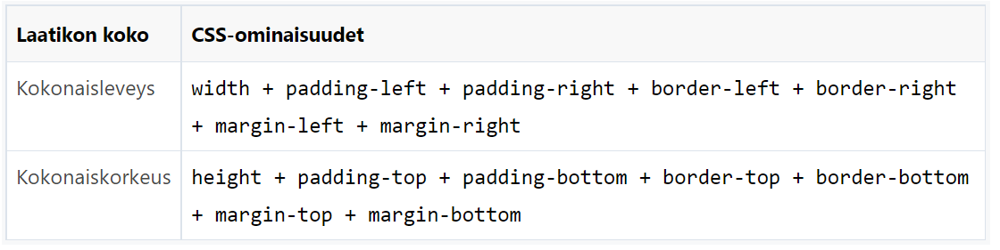 Laatikon koko CSS-ominaisuudet
Kokonaisleveys width + padding-left + padding-right + border-left + border-right
+ margin-left + margin-right
Kokonaiskorkeus height + padding-top + padding-bottom + border-top + border-bottom
+ margin-top + margin-bottom